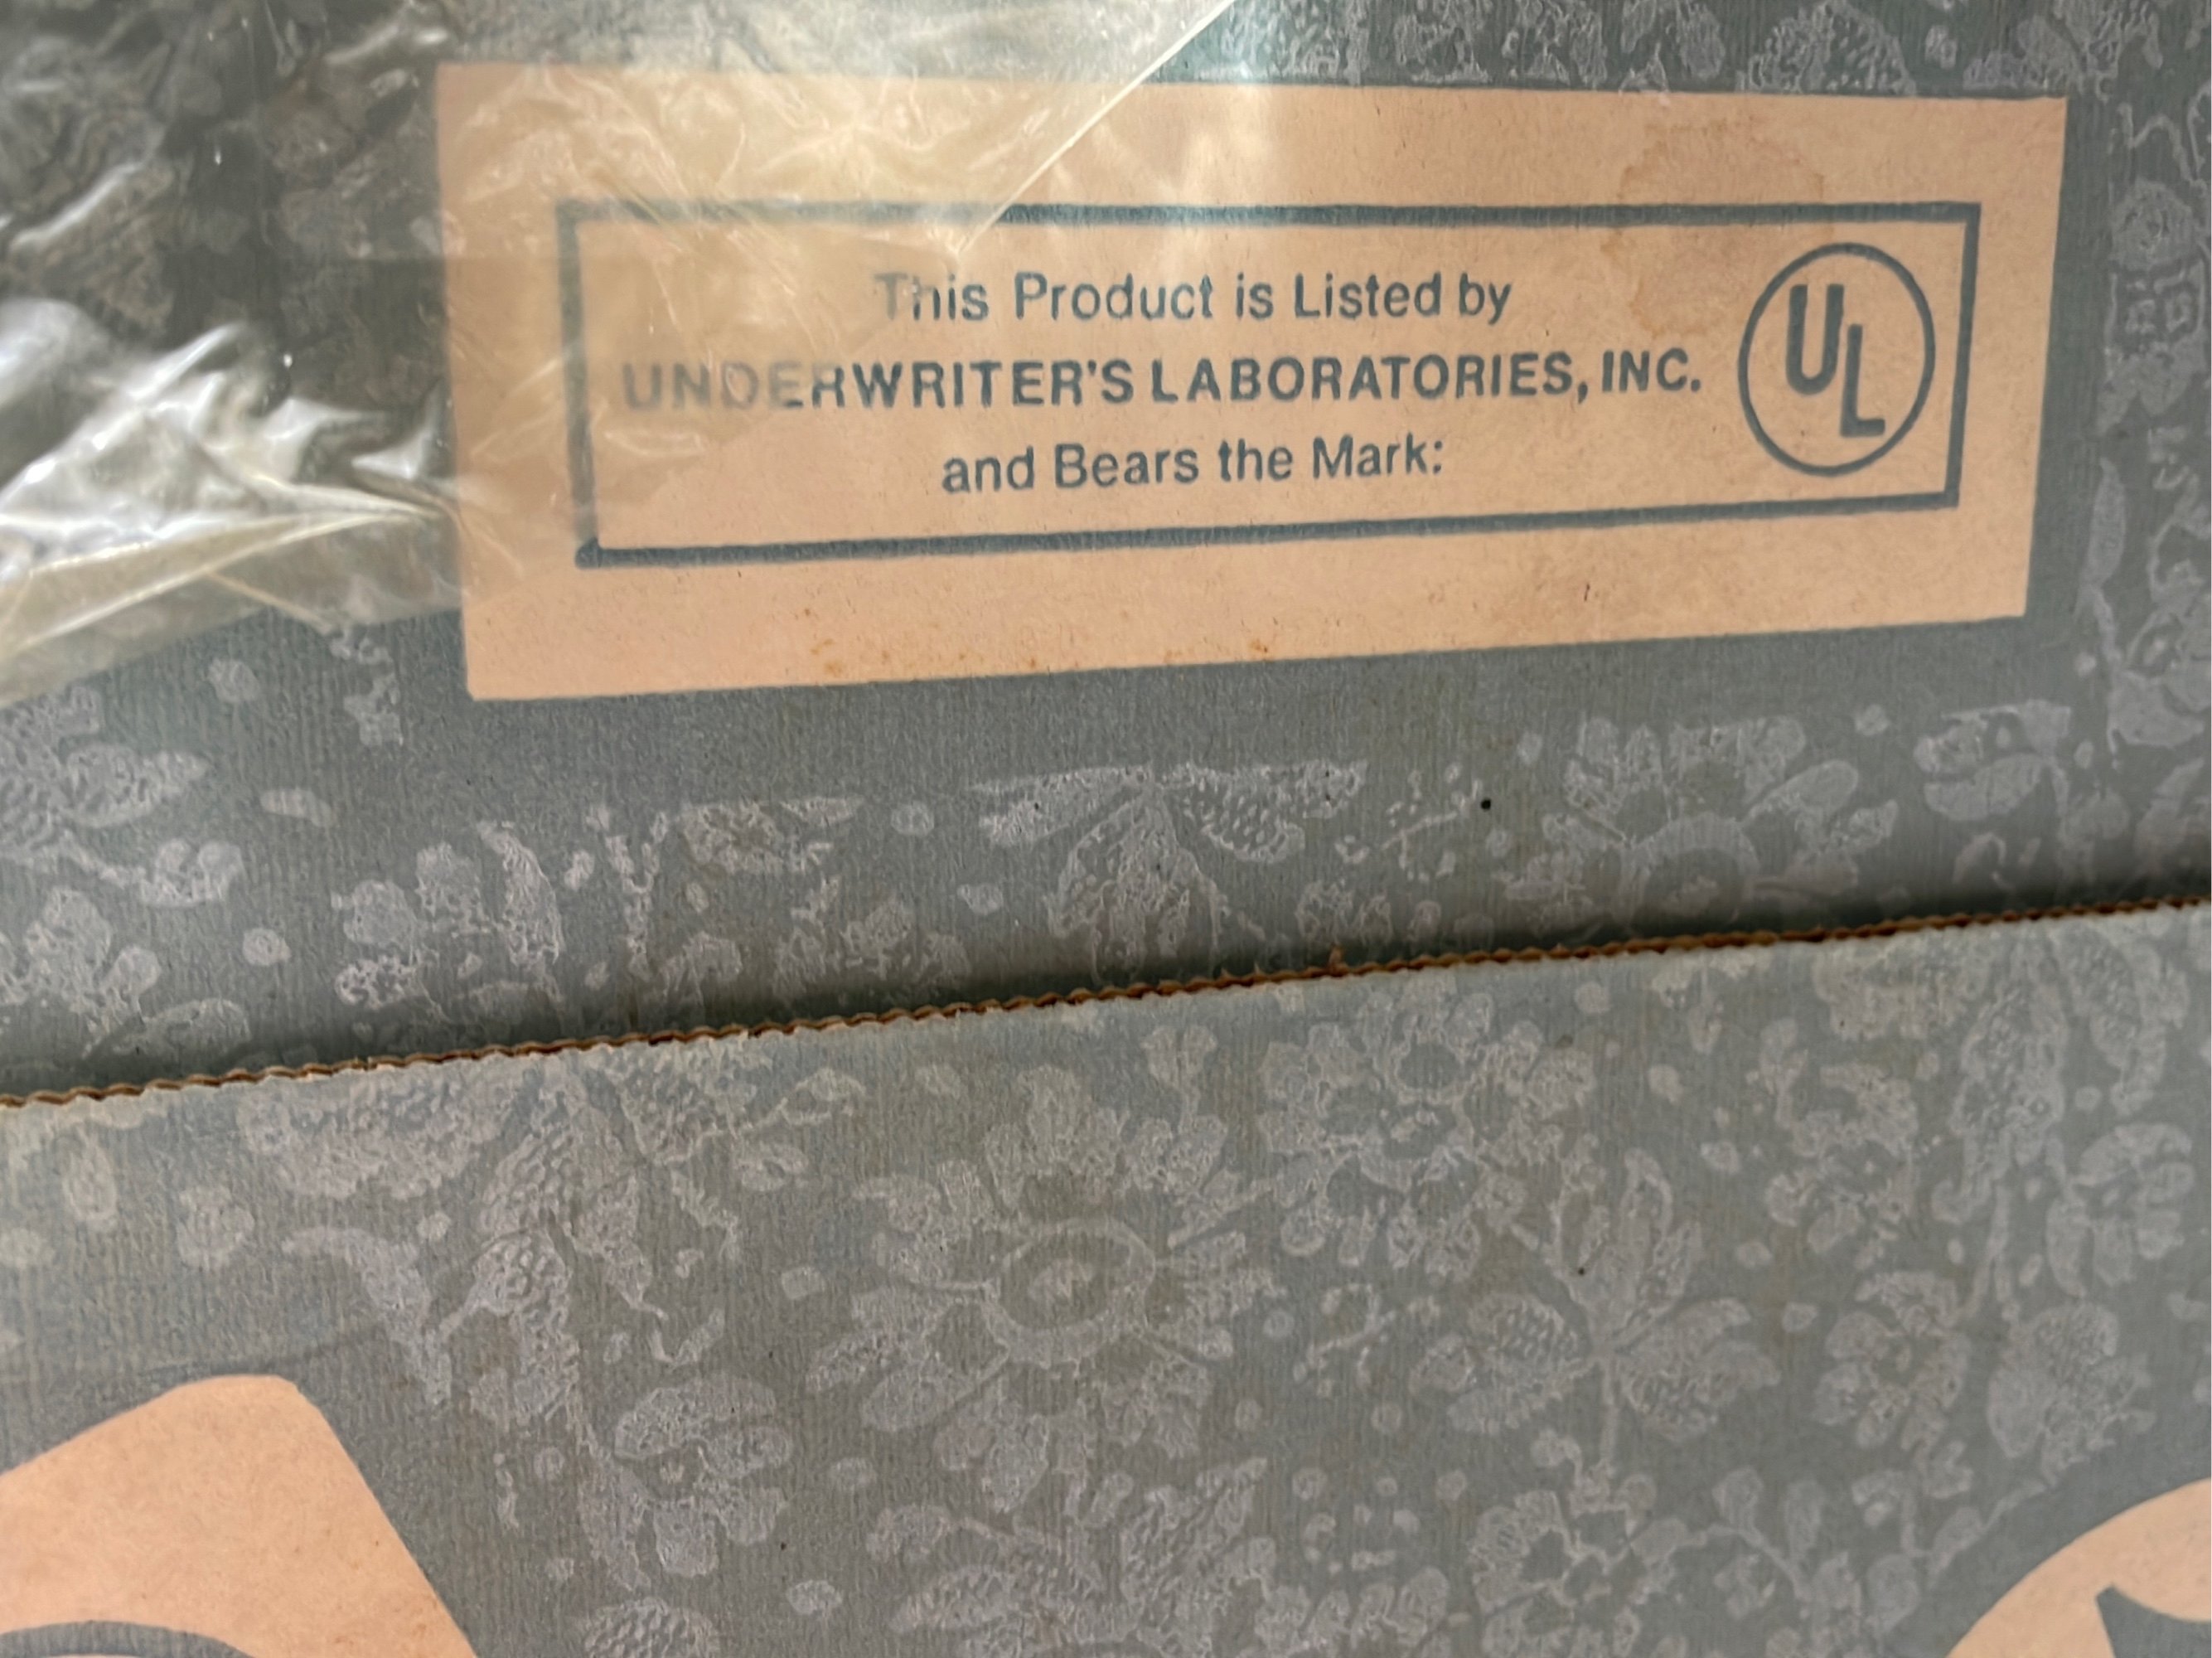 This Product is Listed by
UNDERWRITER'S LABORATORIES, INC.
and Bears the Mark:
UL